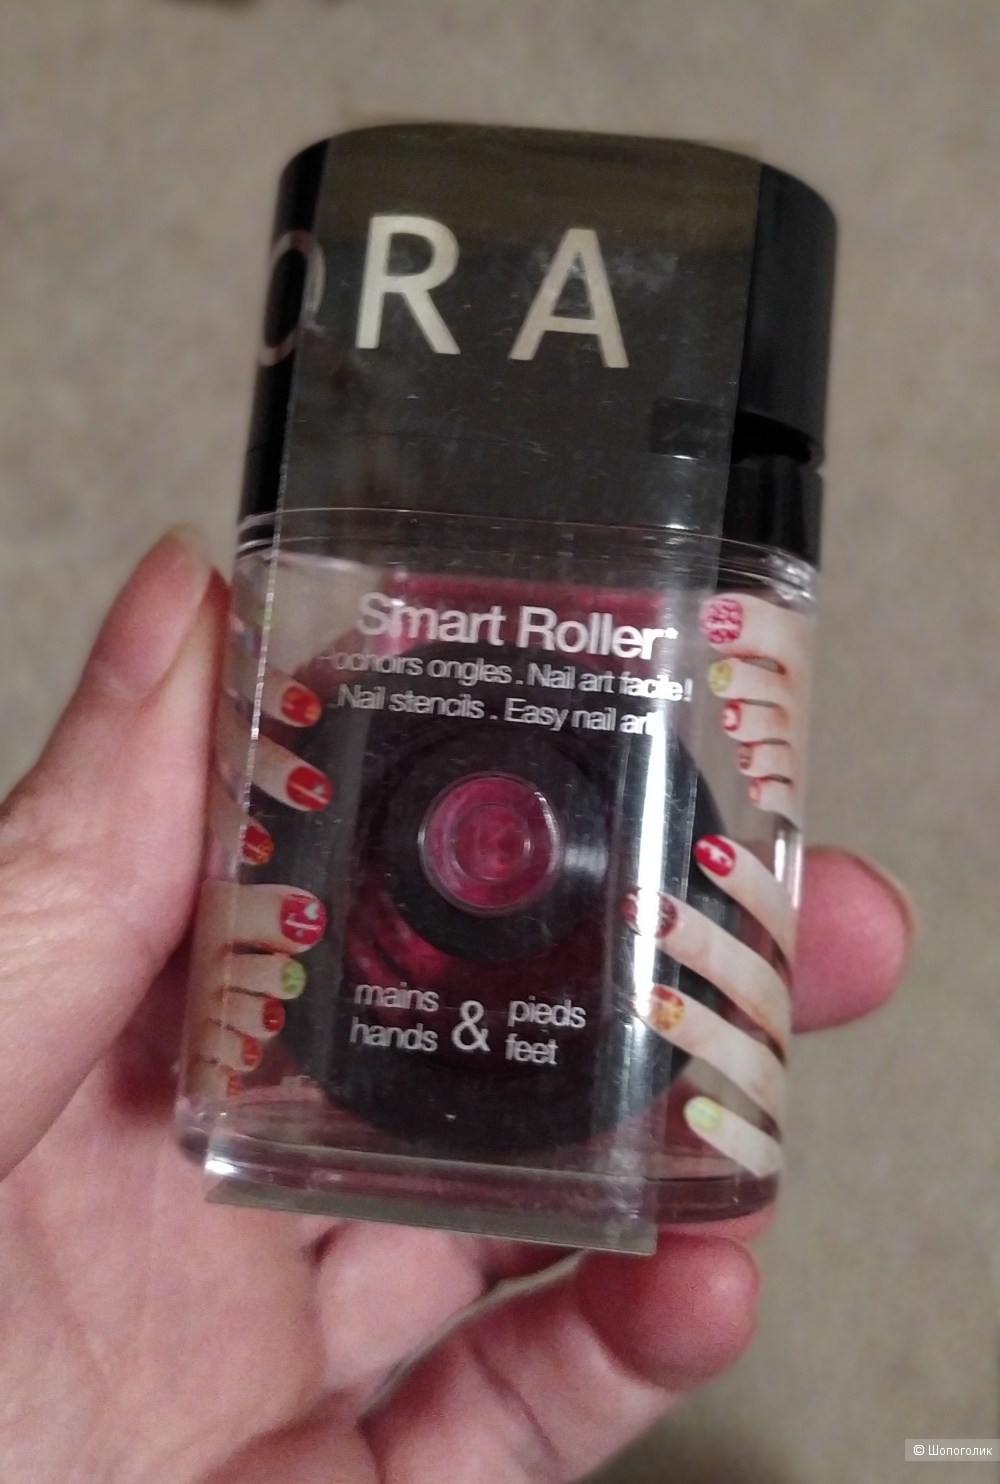 ORA
Smart Roller*
Pochoirs ongles . Nail art facile !
Nail stencils . Easy nail art
mains & pieds
hands feet
© Шопоголик